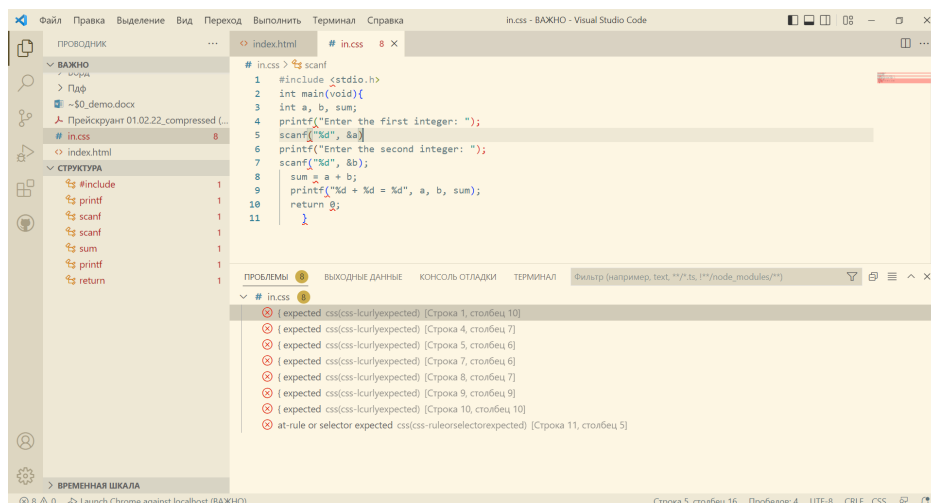 Файл Правка Выделение Вид Переход Выполнить Терминал Справка in.css - ВАЖНО - Visual Studio Code
ПРОВОДНИК ...
ВАЖНО
Борд
Пдф
~$0_demo.docx
Прейскруант 01.02.22_compressed (...
# in.css 8
index.html
СТРУКТУРА
#include 1
printf 1
scanf 1
scanf 1
sum 1
printf 1
return 1
ВРЕМЕННАЯ ШКАЛА
index.html # in.css 8
# in.css > scanf
1 #include <stdio.h>
2 int main(void){
3 int a, b, sum;
4 printf("Enter the first integer: ");
5 scanf("%d", &a)
6 printf("Enter the second integer: ");
7 scanf("%d", &b);
8 sum = a + b;
9 printf("%d + %d = %d", a, b, sum);
10 return 0;
11 }
ПРОБЛЕМЫ 8 ВЫХОДНЫЕ ДАННЫЕ КОНСОЛЬ ОТЛАДКИ ТЕРМИНАЛ Фильтр (например, text, **/*.ts, !**/node_modules/**)
# in.css 8
{ expected css(css-lcurlyexpected) [Строка 1, столбец 10]
{ expected css(css-lcurlyexpected) [Строка 4, столбец 7]
{ expected css(css-lcurlyexpected) [Строка 5, столбец 6]
{ expected css(css-lcurlyexpected) [Строка 7, столбец 6]
{ expected css(css-lcurlyexpected) [Строка 8, столбец 7]
{ expected css(css-lcurlyexpected) [Строка 9, столбец 9]
{ expected css(css-lcurlyexpected) [Строка 10, столбец 10]
at-rule or selector expected css(css-ruleorselectorexpected) [Строка 11, столбец 5]
8 0 Launch Chrome against localhost (ВАЖНО) Строка 5, столбец 16 Пробелов: 4 UTF-8 CRLF CSS